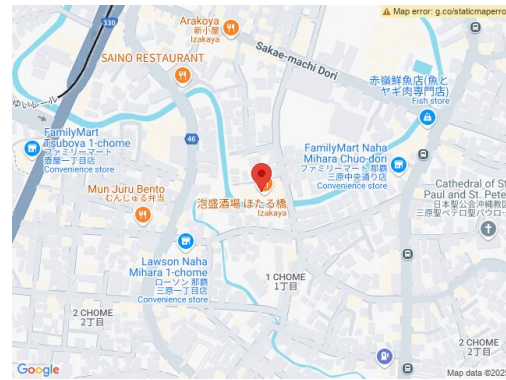 Map error: g.co/staticmaperro
330
Arakoya
新小屋
Izakaya
Sakae-machi Dori
SAINO RESTAURANT
赤嶺鮮魚店(魚と
ヤギ肉専門店)
Fish store
ゆいレール
46
FamilyMart
Tsuboya 1-chome
ファミリーマート
壺屋一丁目店
Convenience store
FamilyMart Naha
Mihara Chuo-dori
ファミリーマート 那覇
三原中央通り店
Convenience store
Mun Juru Bento
むんじゅる弁当
泡盛酒場 ほたる橋
Izakaya
Cathedral of St
Paul and St. Pete
日本聖公会沖縄教区
三原聖ペテロ聖パウロ
Lawson Naha
Mihara 1-chome
ローソン 那覇
三原一丁目店
Convenience store
1 CHOME
1丁目
2 CHOME
2丁目
2 CHOME
2丁目
Google
Map data ©2025